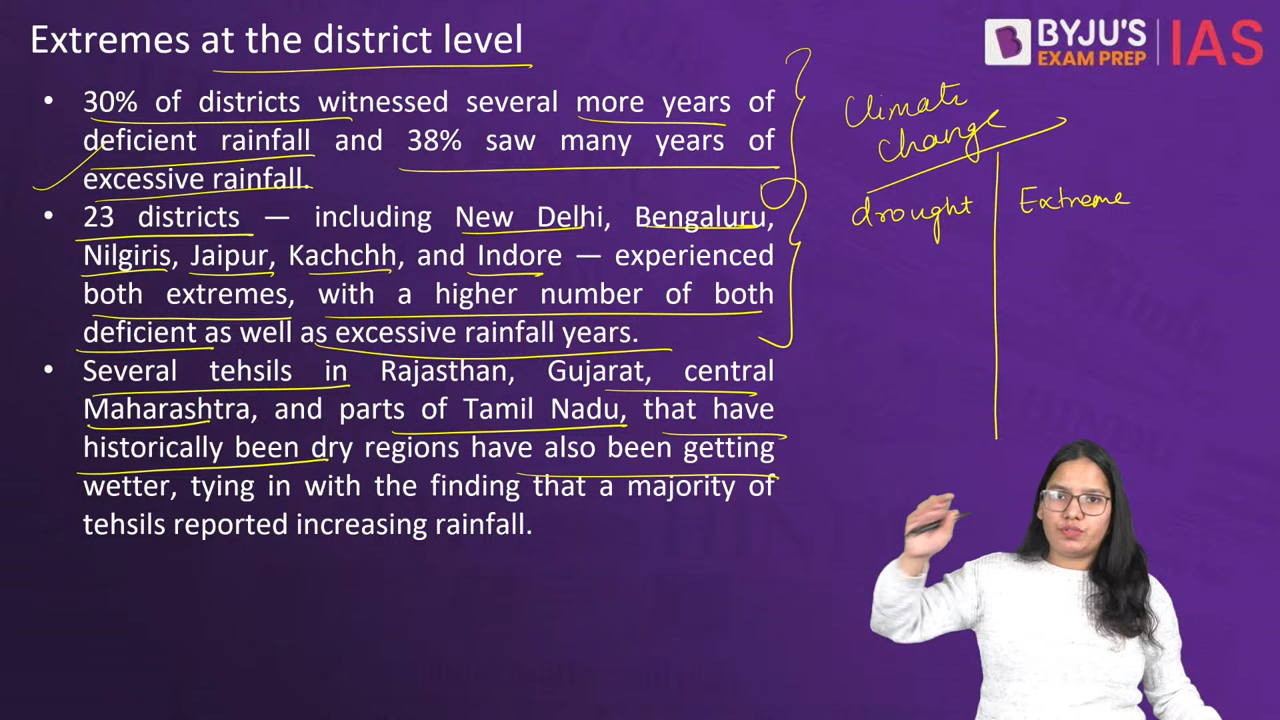 Extremes at the district level
BYJU'S
EXAM PREP
IAS
• 30% of districts witnessed several more years of
deficient rainfall and 38% saw many years of
excessive rainfall.
• 23 districts — including New Delhi, Bengaluru,
Nilgiris, Jaipur, Kachchh, and Indore — experienced
both extremes, with a higher number of both
deficient as well as excessive rainfall years.
• Several tehsils in Rajasthan, Gujarat, central
Maharashtra, and parts of Tamil Nadu, that have
historically been dry regions have also been getting
wetter, tying in with the finding that a majority of
tehsils reported increasing rainfall.
Climate
change
drought
Extreme